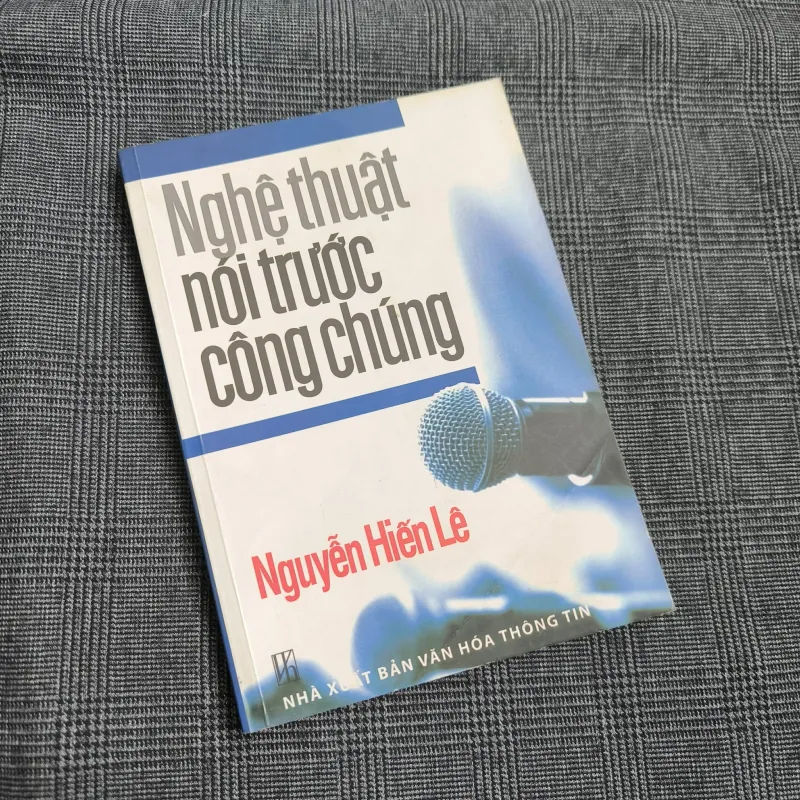 Nghệ thuật
nói trước
công chúng
Nguyễn Hiến Lê
NHÀ XUẤT BẢN VĂN HÓA THÔNG TIN